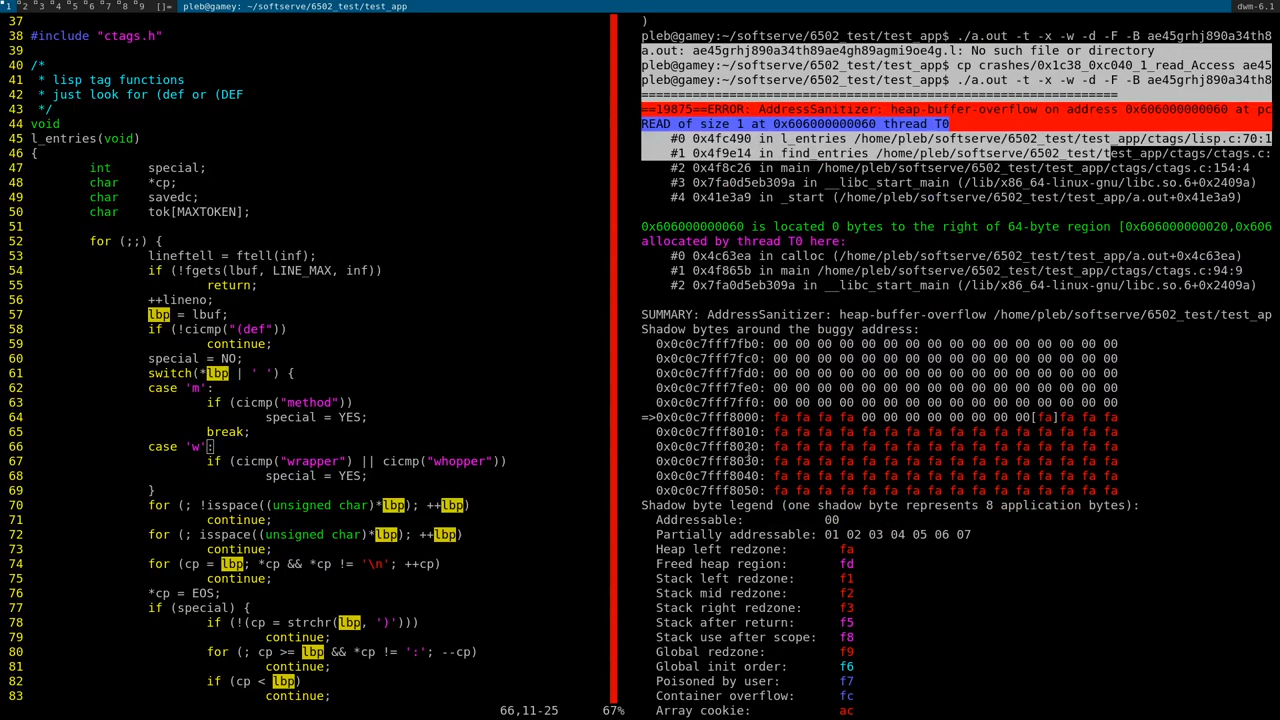 1 2 3 4 5 6 7 8 9 []= pleb@gamey: ~/softserve/6502_test/test_app dwm-6.1
37
38 #include "ctags.h"
39
40 /*
41  * lisp tag functions
42  * just look for (def or (DEF
43  */
44 void
45 l_entries(void)
46 {
47         int     special;
48         char    *cp;
49         char    savedc;
50         char    tok[MAXTOKEN];
51
52         for (;;) {
53                 lineftell = ftell(inf);
54                 if (!fgets(lbuf, LINE_MAX, inf))
55                         return;
56                 ++lineno;
57                 lbp = lbuf;
58                 if (!cicmp("(def"))
59                         continue;
60                 special = NO;
61                 switch(*lbp | ' ') {
62                 case 'm':
63                         if (cicmp("method"))
64                                 special = YES;
65                         break;
66                 case 'w':
67                         if (cicmp("wrapper") || cicmp("whopper"))
68                                 special = YES;
69                 }
70                 for (; !isspace((unsigned char)*lbp); ++lbp)
71                         continue;
72                 for (; isspace((unsigned char)*lbp); ++lbp)
73                         continue;
74                 for (cp = lbp; *cp && *cp != '\n'; ++cp)
75                         continue;
76                 *cp = EOS;
77                 if (special) {
78                         if (!(cp = strchr(lbp, ')')))
79                                 continue;
80                         for (; cp >= lbp && *cp != ':'; --cp)
81                                 continue;
82                         if (cp < lbp)
83                                 continue;
66,11-25 67%
)
pleb@gamey:~/softserve/6502_test/test_app$ ./a.out -t -x -w -d -F -B ae45grhj890a34th8
a.out: ae45grhj890a34th89ae4gh89agmi9oe4g.l: No such file or directory
pleb@gamey:~/softserve/6502_test/test_app$ cp crashes/0x1c38_0xc040_1_read_Access ae45
pleb@gamey:~/softserve/6502_test/test_app$ ./a.out -t -x -w -d -F -B ae45grhj890a34th8
=================================================================
==19875==ERROR: AddressSanitizer: heap-buffer-overflow on address 0x606000000060 at pc
READ of size 1 at 0x606000000060 thread T0
    #0 0x4fc490 in l_entries /home/pleb/softserve/6502_test/test_app/ctags/lisp.c:70:1
    #1 0x4f9e14 in find_entries /home/pleb/softserve/6502_test/test_app/ctags/ctags.c:
    #2 0x4f8c26 in main /home/pleb/softserve/6502_test/test_app/ctags/ctags.c:154:4
    #3 0x7fa0d5eb309a in __libc_start_main (/lib/x86_64-linux-gnu/libc.so.6+0x2409a)
    #4 0x41e3a9 in _start (/home/pleb/softserve/6502_test/test_app/a.out+0x41e3a9)
0x606000000060 is located 0 bytes to the right of 64-byte region [0x606000000020,0x606
allocated by thread T0 here:
    #0 0x4c63ea in calloc (/home/pleb/softserve/6502_test/test_app/a.out+0x4c63ea)
    #1 0x4f865b in main /home/pleb/softserve/6502_test/test_app/ctags/ctags.c:94:9
    #2 0x7fa0d5eb309a in __libc_start_main (/lib/x86_64-linux-gnu/libc.so.6+0x2409a)
SUMMARY: AddressSanitizer: heap-buffer-overflow /home/pleb/softserve/6502_test/test_ap
Shadow bytes around the buggy address:
  0x0c0c7fff7fb0: 00 00 00 00 00 00 00 00 00 00 00 00 00 00 00 00
  0x0c0c7fff7fc0: 00 00 00 00 00 00 00 00 00 00 00 00 00 00 00 00
  0x0c0c7fff7fd0: 00 00 00 00 00 00 00 00 00 00 00 00 00 00 00 00
  0x0c0c7fff7fe0: 00 00 00 00 00 00 00 00 00 00 00 00 00 00 00 00
  0x0c0c7fff7ff0: 00 00 00 00 00 00 00 00 00 00 00 00 00 00 00 00
=>0x0c0c7fff8000: fa fa fa fa 00 00 00 00 00 00 00 00[fa]fa fa fa
  0x0c0c7fff8010: fa fa fa fa fa fa fa fa fa fa fa fa fa fa fa fa
  0x0c0c7fff8020: fa fa fa fa fa fa fa fa fa fa fa fa fa fa fa fa
  0x0c0c7fff8030: fa fa fa fa fa fa fa fa fa fa fa fa fa fa fa fa
  0x0c0c7fff8040: fa fa fa fa fa fa fa fa fa fa fa fa fa fa fa fa
  0x0c0c7fff8050: fa fa fa fa fa fa fa fa fa fa fa fa fa fa fa fa
Shadow byte legend (one shadow byte represents 8 application bytes):
  Addressable:           00
  Partially addressable: 01 02 03 04 05 06 07
  Heap left redzone:       fa
  Freed heap region:       fd
  Stack left redzone:      f1
  Stack mid redzone:       f2
  Stack right redzone:     f3
  Stack after return:      f5
  Stack use after scope:   f8
  Global redzone:          f9
  Global init order:       f6
  Poisoned by user:        f7
  Container overflow:      fc
  Array cookie:            ac